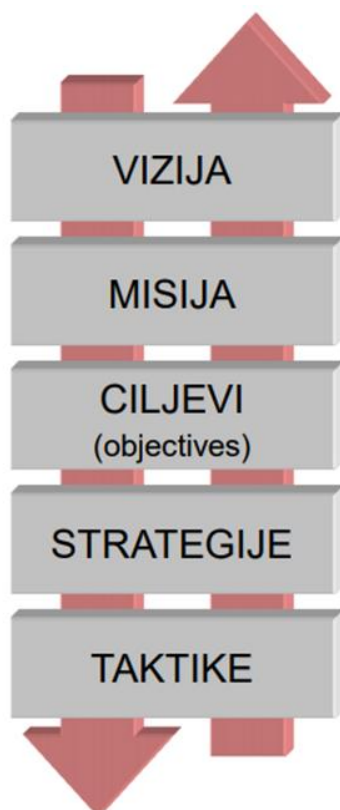 VIZIJA
MISIJA
CILJEVI
(objectives)
STRATEGIJE
TAKTIKE